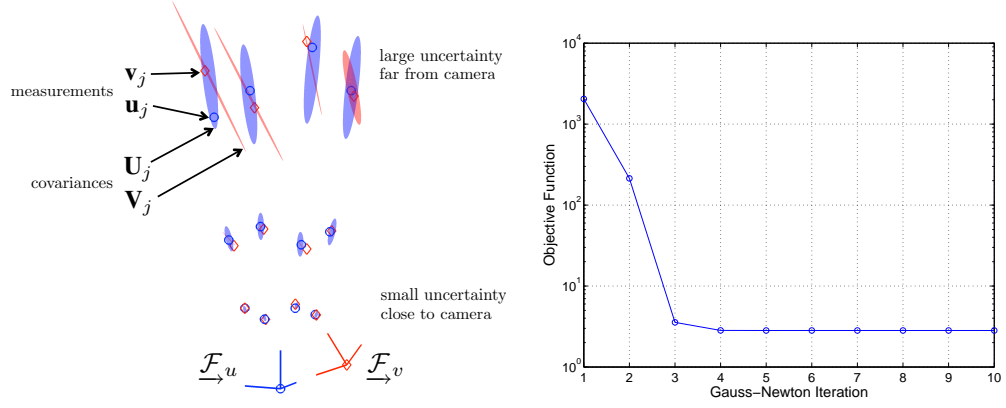 large uncertainty
far from camera
v_j
measurements
u_j
U_j
covariances
V_j
small uncertainty
close to camera
F_u
F_v
Objective Function
10^4
10^3
10^2
10^1
10^0
1 2 3 4 5 6 7 8 9 10
Gauss−Newton Iteration